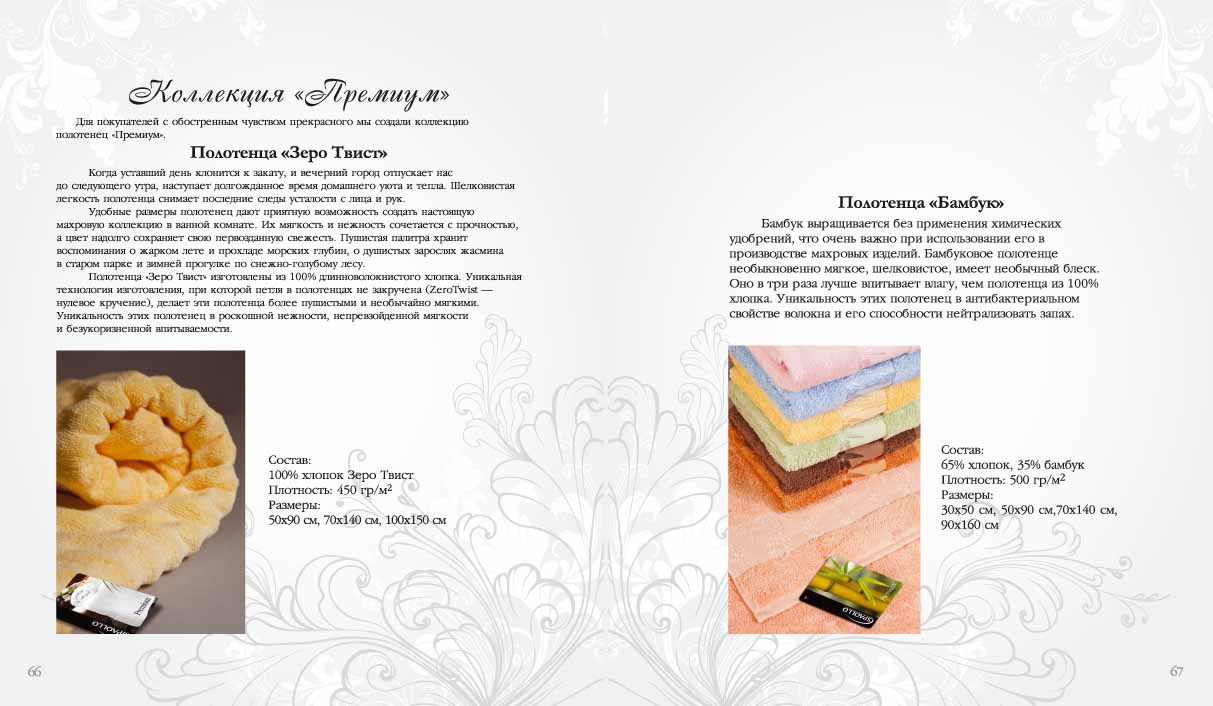 Коллекция «Премиум»
Для покупателей с обостренным чувством прекрасного мы создали коллекцию
полотенец «Премиум».
Полотенца «Зеро Твист»
Когда уставший день клонится к закату, и вечерний город отпускает нас
до следующего утра, наступает долгожданное время домашнего уюта и тепла. Шелковистая
легкость полотенца снимает последние следы усталости с лица и рук.
Удобные размеры полотенец дают приятную возможность создать настоящую
махровую коллекцию в ванной комнате. Их мягкость и нежность сочетается с прочностью,
а цвет надолго сохраняет свою первозданную свежесть. Пушистая палитра хранит
воспоминания о жарком лете и прохладе морских глубин, о душистых зарослях жасмина
в старом парке и зимней прогулке по снежно-голубому лесу.
Полотенца «Зеро Твист» изготовлены из 100% длинноволокнистого хлопка. Уникальная
технология изготовления, при которой петля в полотенцах не закручена (ZeroTwist —
нулевое кручение), делает эти полотенца более пушистыми и необычайно мягкими.
Уникальность этих полотенец в роскошной нежности, непревзойденной мягкости
и безукоризненной впитываемости.
Состав:
100% хлопок Зеро Твист
Плотность: 450 гр/м²
Размеры:
50x90 см, 70x140 см, 100x150 см
Premium
66
Полотенца «Бамбук»
Бамбук выращивается без применения химических
удобрений, что очень важно при использовании его в
производстве махровых изделий. Бамбуковое полотенце
необыкновенно мягкое, шелковистое, имеет необычный блеск.
Оно в три раза лучше впитывает влагу, чем полотенца из 100%
хлопка. Уникальность этих полотенец в антибактериальном
свойстве волокна и его способности нейтрализовать запах.
Состав:
65% хлопок, 35% бамбук
Плотность: 500 гр/м²
Размеры:
30x50 см, 50x90 см,70x140 см,
90x160 см
67